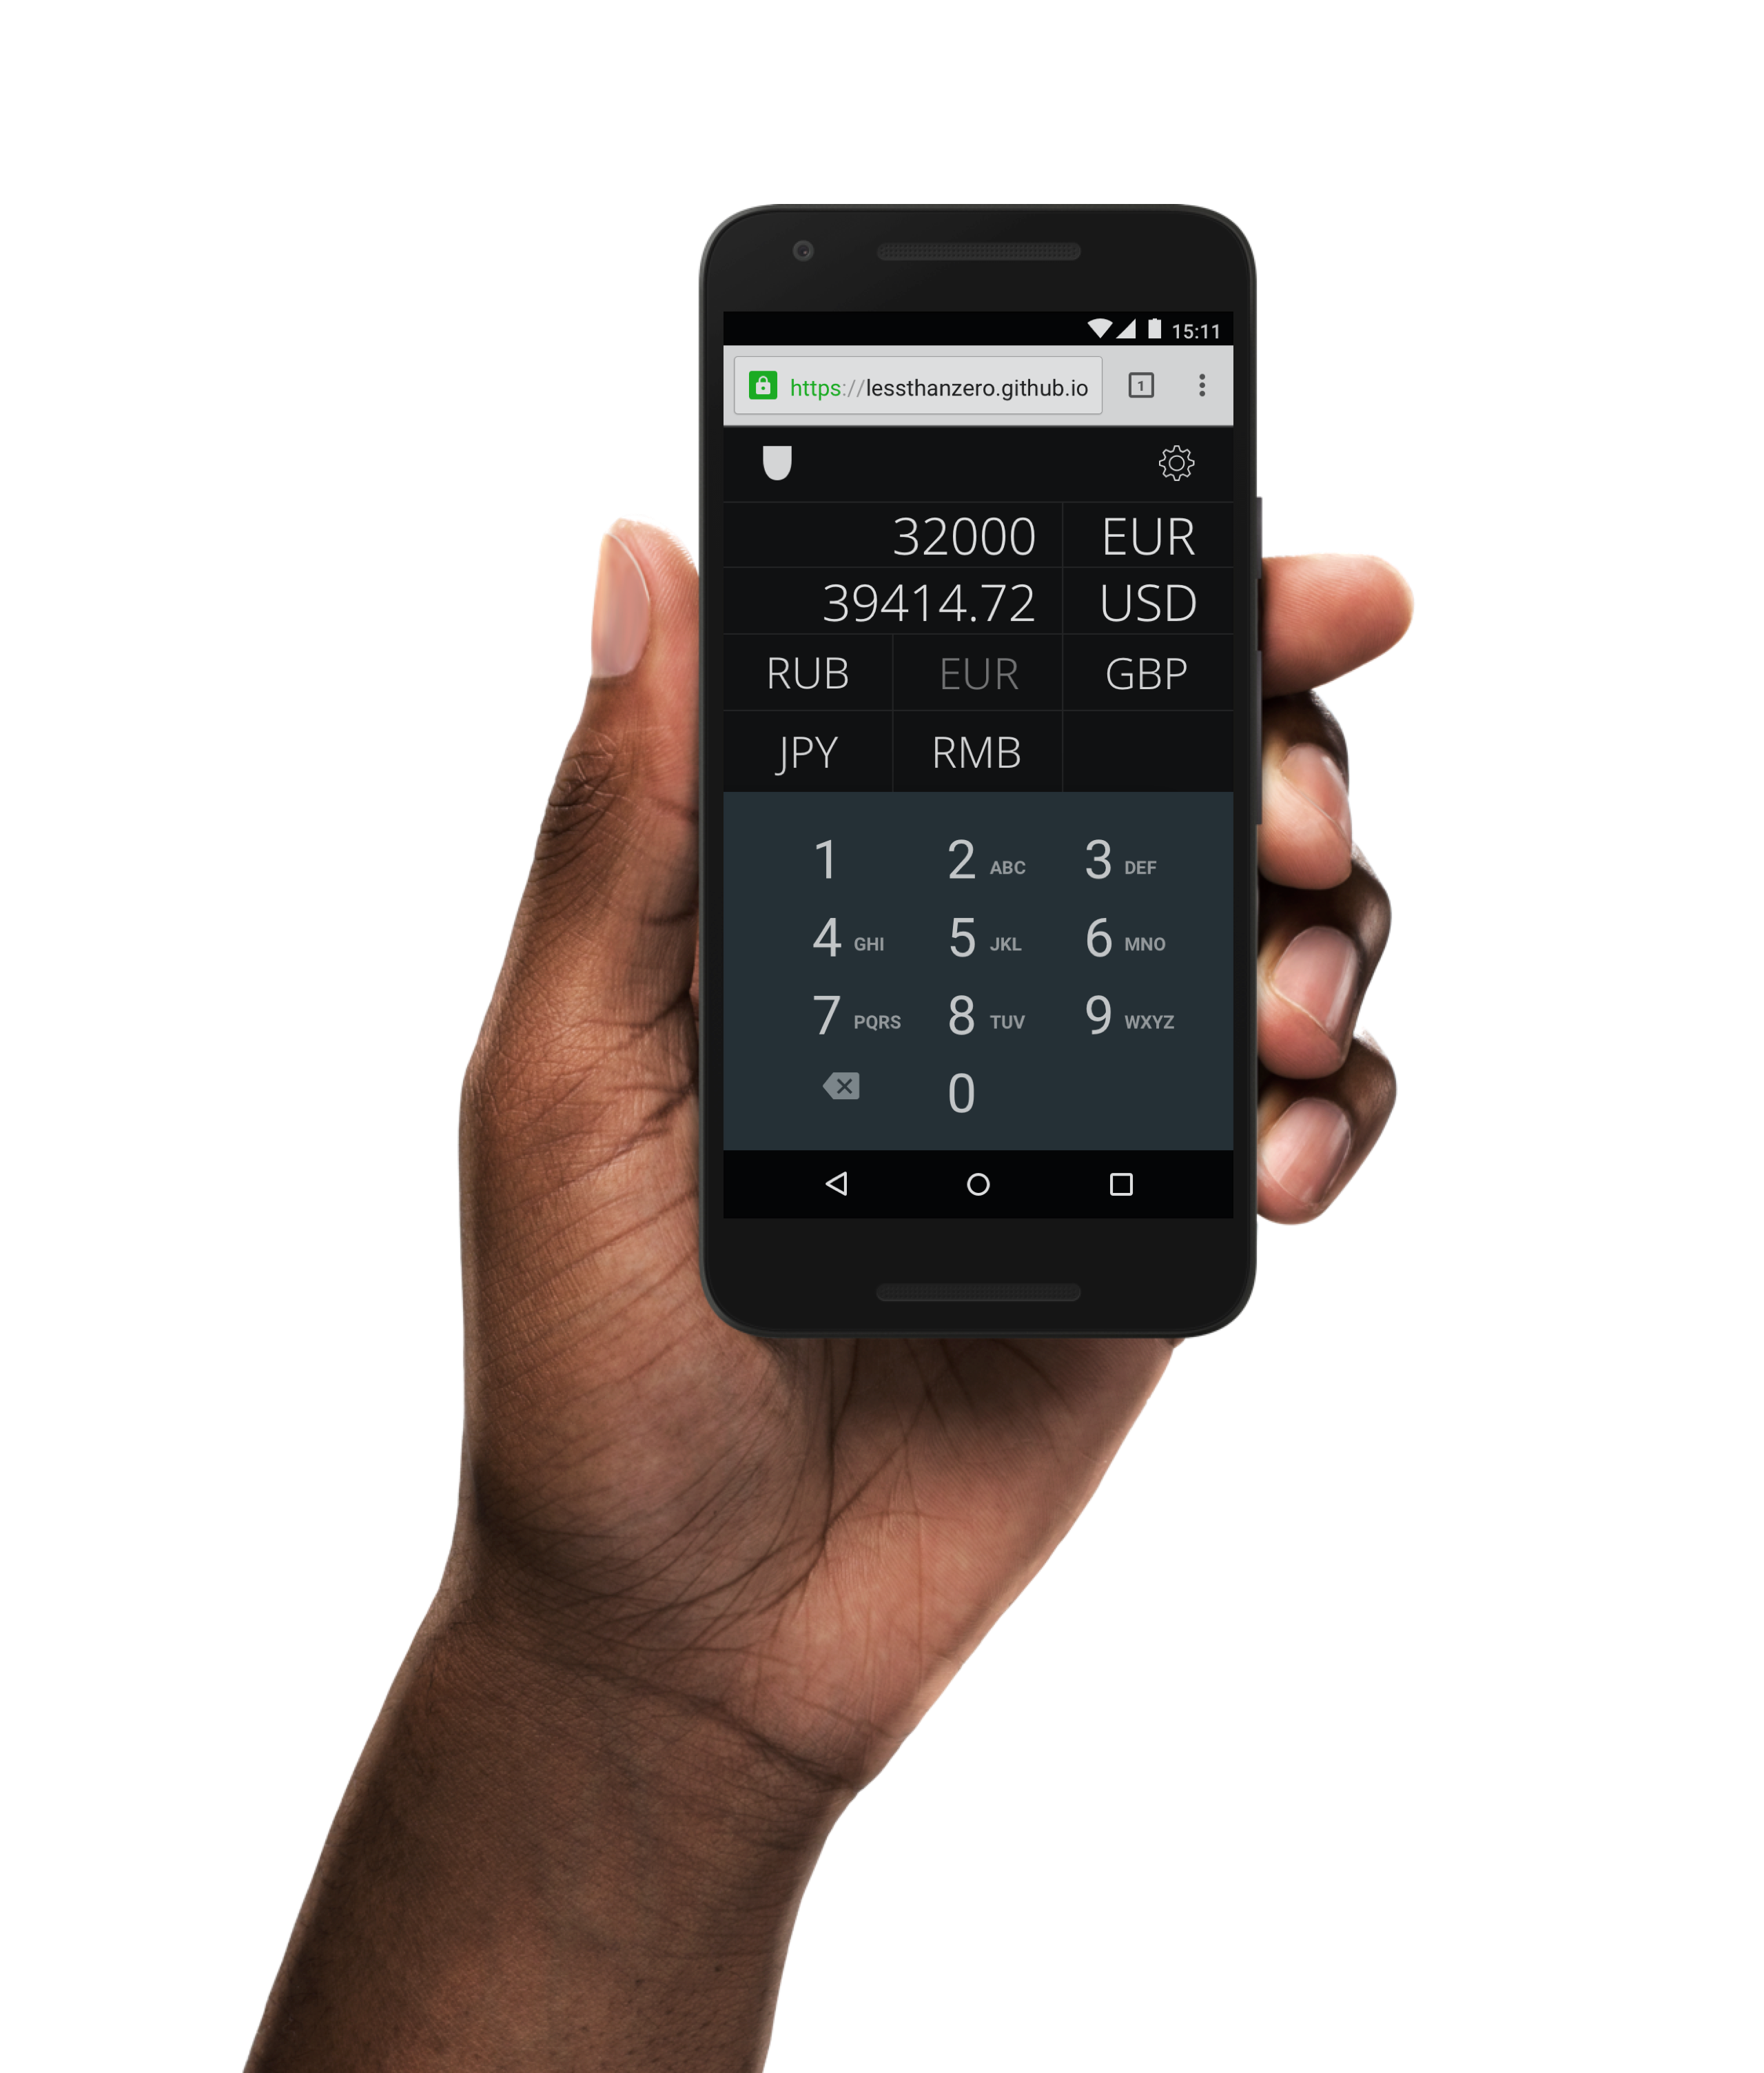 15:11
https://lessthanzero.github.io 1
32000 EUR
39414.72 USD
RUB EUR GBP
JPY RMB
1 2 ABC 3 DEF
4 GHI 5 JKL 6 MNO
7 PQRS 8 TUV 9 WXYZ
0